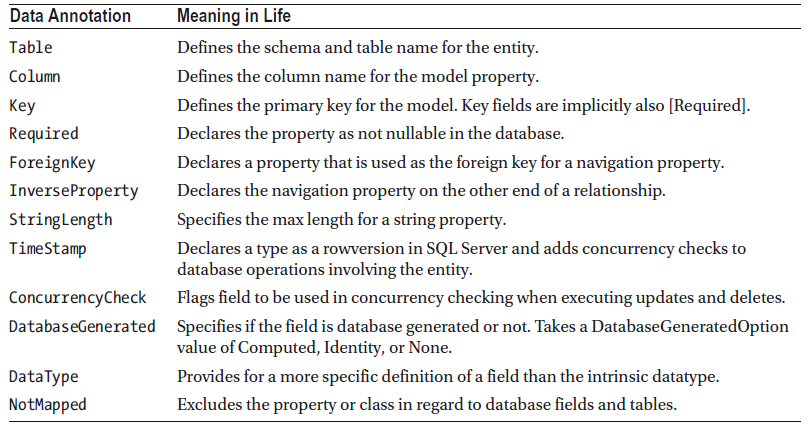 Data Annotation Meaning in Life
Table Defines the schema and table name for the entity.
Column Defines the column name for the model property.
Key Defines the primary key for the model. Key fields are implicitly also [Required].
Required Declares the property as not nullable in the database.
ForeignKey Declares a property that is used as the foreign key for a navigation property.
InverseProperty Declares the navigation property on the other end of a relationship.
StringLength Specifies the max length for a string property.
TimeStamp Declares a type as a rowversion in SQL Server and adds concurrency checks to
database operations involving the entity.
ConcurrencyCheck Flags field to be used in concurrency checking when executing updates and deletes.
DatabaseGenerated Specifies if the field is database generated or not. Takes a DatabaseGeneratedOption
value of Computed, Identity, or None.
DataType Provides for a more specific definition of a field than the intrinsic datatype.
NotMapped Excludes the property or class in regard to database fields and tables.